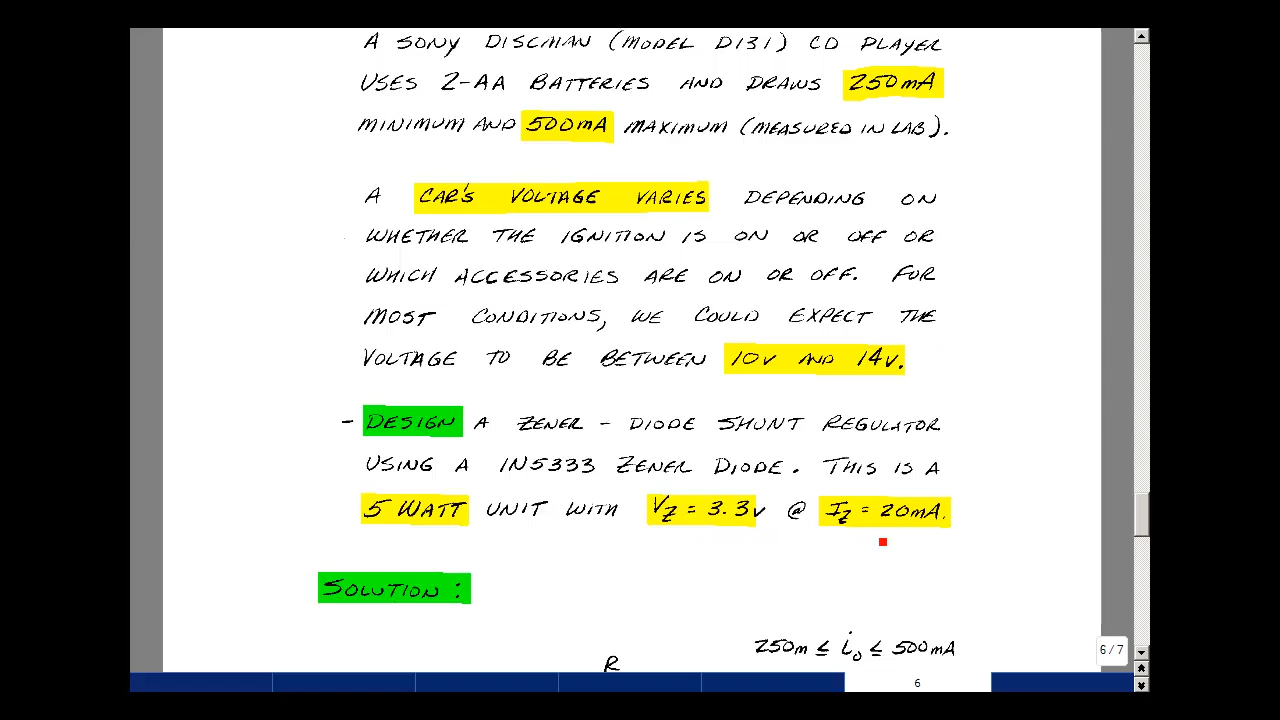 A SONY DISCMAN (MODEL D131) CD PLAYER
USES 2-AA BATTERIES AND DRAWS 250mA
MINIMUM AND 500mA MAXIMUM (MEASURED IN LAB).
A CAR'S VOLTAGE VARIES DEPENDING ON
WHETHER THE IGNITION IS ON OR OFF OR
WHICH ACCESSORIES ARE ON OR OFF. FOR
MOST CONDITIONS, WE COULD EXPECT THE
VOLTAGE TO BE BETWEEN 10V AND 14V.
- DESIGN A ZENER - DIODE SHUNT REGULATOR
USING A 1N5333 ZENER DIODE. THIS IS A
5 WATT UNIT WITH VZ = 3.3V @ IZ = 20mA.
SOLUTION :
250m ≤ io ≤ 500mA
R
6 / 7
6